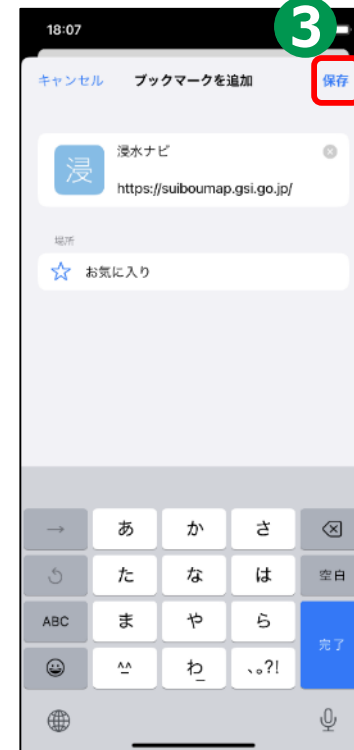 18:07
3
キャンセル ブックマークを追加 保存
浸
浸水ナビ
https://suiboumap.gsi.go.jp/
場所
お気に入り
→ あ か さ
た な は 空白
ABC ま や ら
完了
^^ わ_ 、。?!